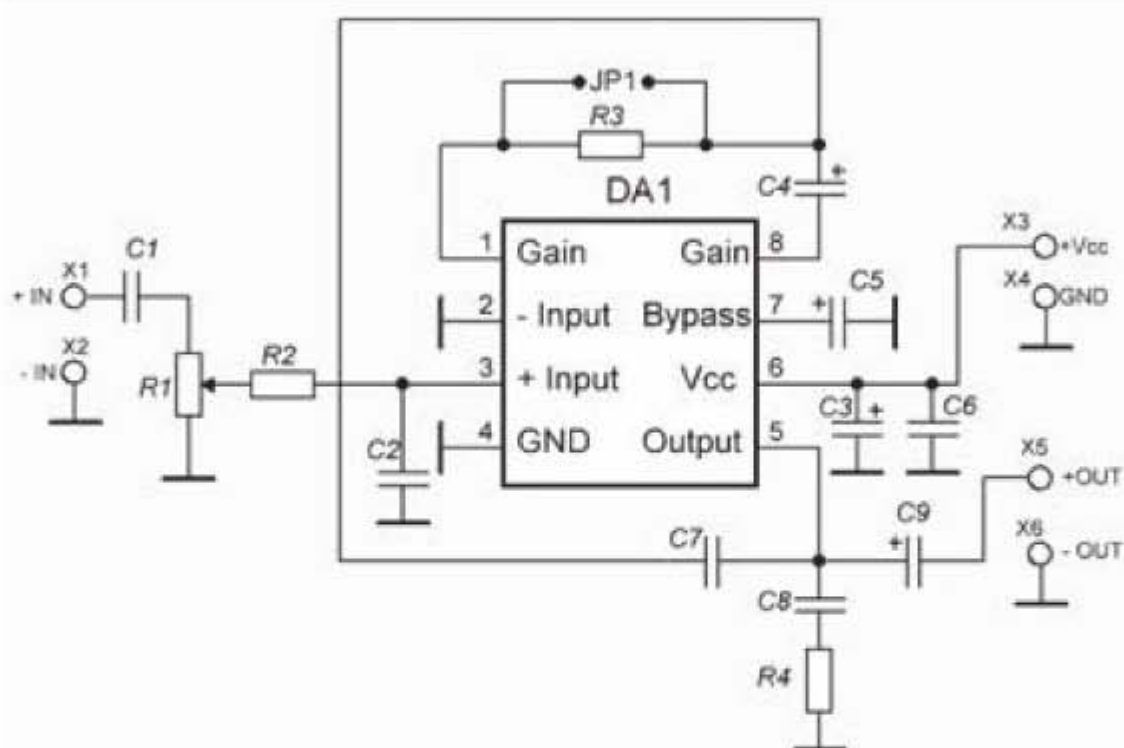 JP1
R3
C4 +
DA1
1 Gain Gain 8
2 - Input Bypass 7
3 + Input Vcc 6
4 GND Output 5
C1
X1
+ IN
X2
- IN
R1
R2
C2
+ C5
X3
+Vcc
X4
GND
C3 +
C6
X5
+OUT
X6
- OUT
C7
C9
+
C8
R4